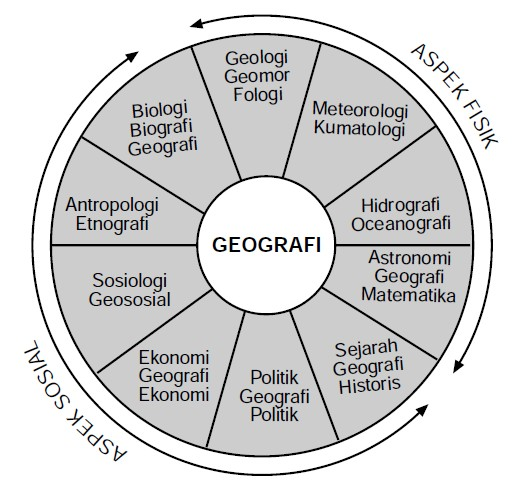 ASPEK FISIK
Geologi
Geomor
Fologi
Meteorologi
Kumatologi
Hidrografi
Oceanografi
Astronomi
Geografi
Matematika
Sejarah
Geografi
Historis
Politik
Geografi
Politik
Ekonomi
Geografi
Ekonomi
Sosiologi
Geososial
Antropologi
Etnografi
Biologi
Biografi
Geografi
GEOGRAFI
ASPEK SOSIAL